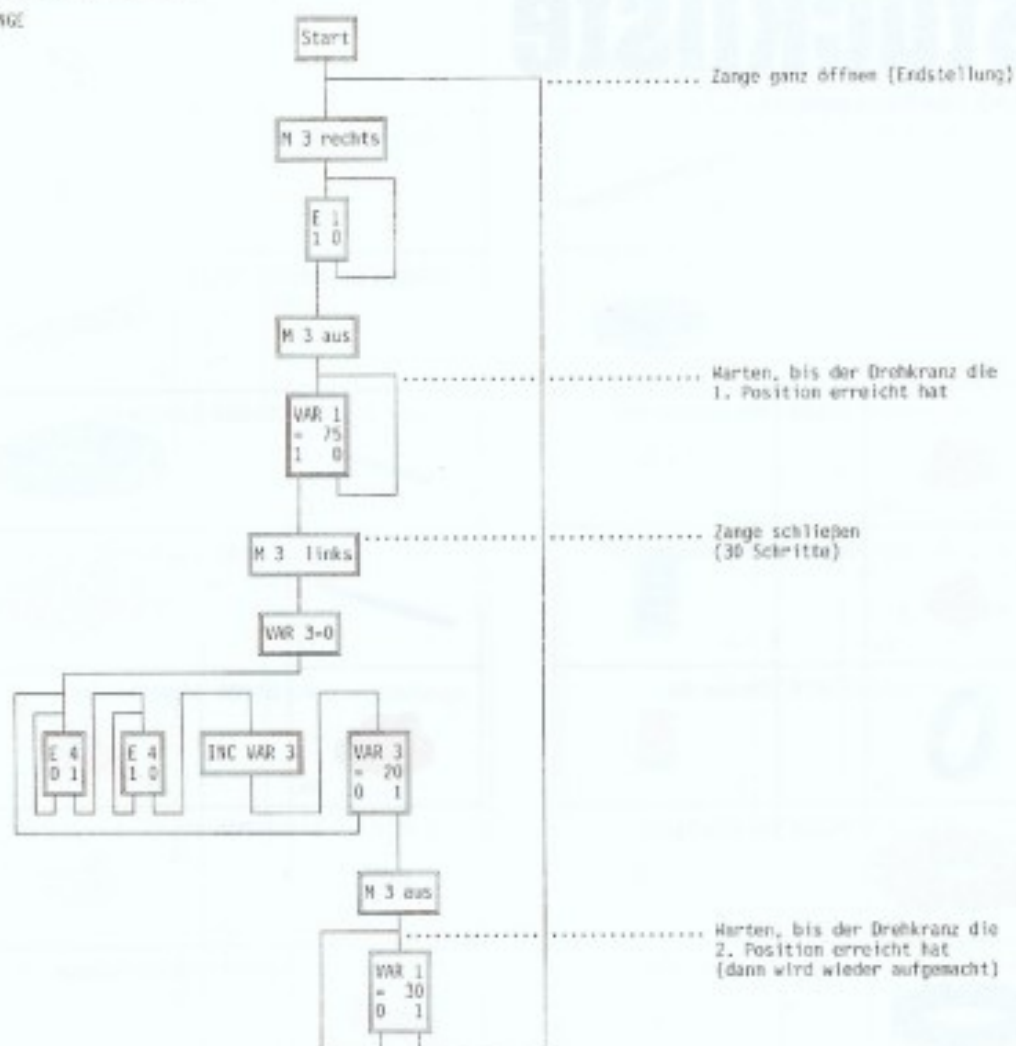 Start
Zange ganz öffnen (Endstellung)
M 3 rechts
E 1
1 0
M 3 aus
Warten, bis der Drehkranz die
1. Position erreicht hat
VAR 1
= 75
1 0
Zange schließen
(30 Schritte)
M 3 links
VAR 3=0
E 4
0 1
E 4
1 0
INC VAR 3
VAR 3
= 20
0 1
M 3 aus
Warten, bis der Drehkranz die
2. Position erreicht hat
(dann wird wieder aufgemacht)
VAR 1
= 30
0 1